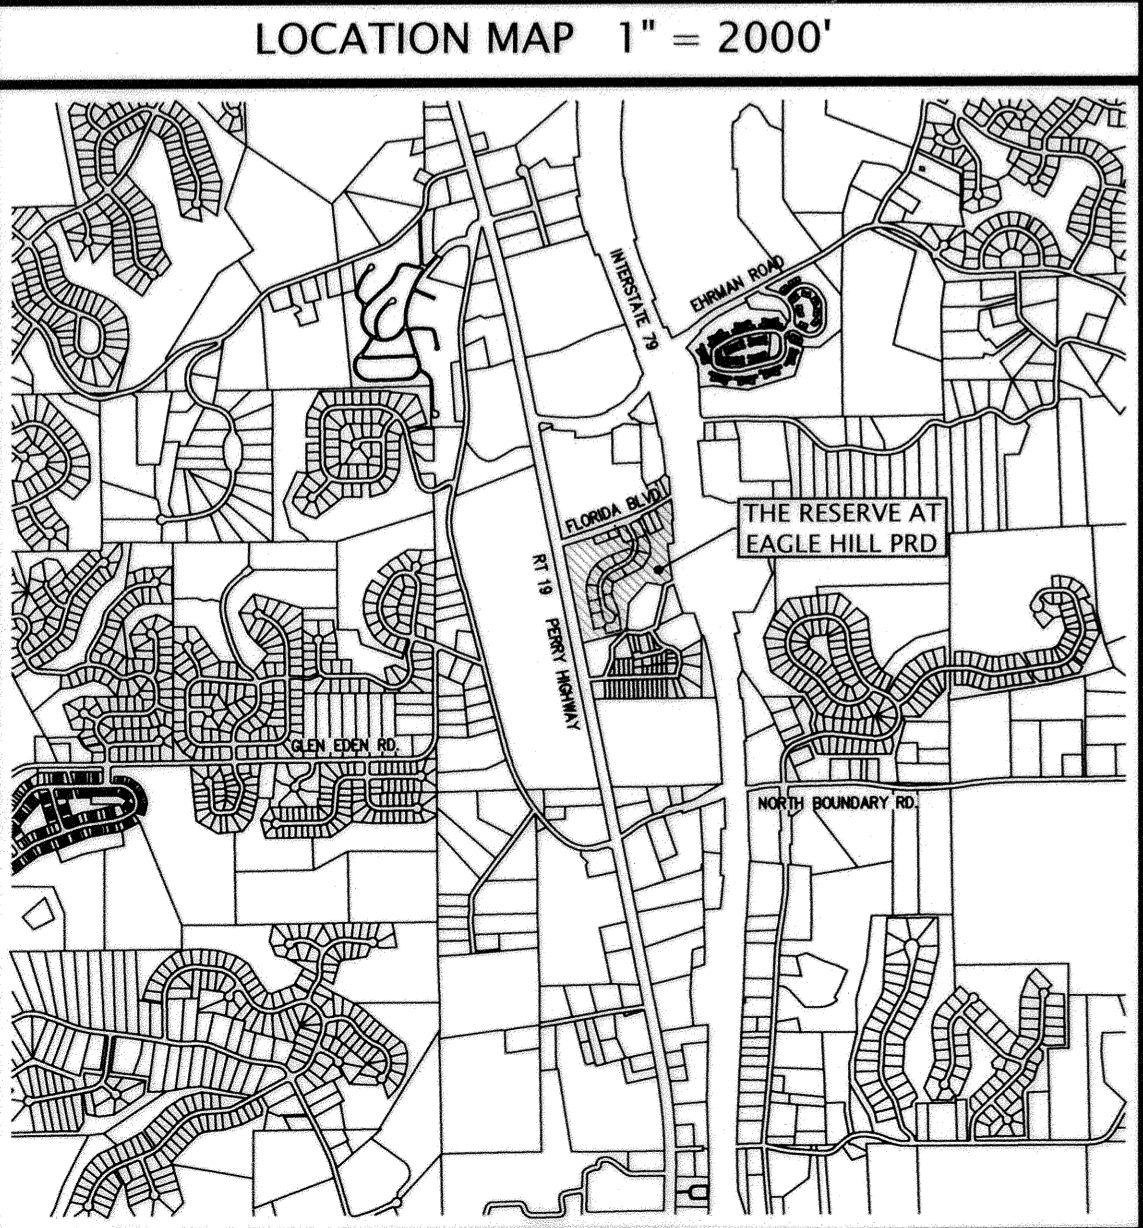 LOCATION MAP 1" = 2000'
INTERSTATE 79
EHRMAN ROAD
FLORIDA BLVD.
THE RESERVE AT
EAGLE HILL PRD
RT 19 PERRY HIGHWAY
GLEN EDEN RD.
NORTH BOUNDARY RD.